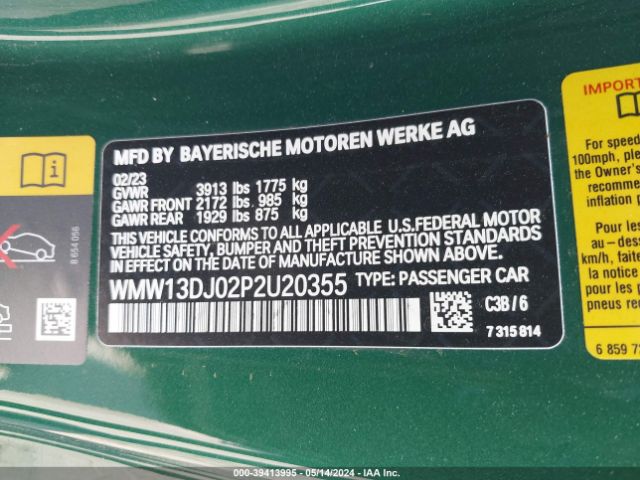 MFD BY BAYERISCHE MOTOREN WERKE AG
02/23
GVWR 3913 lbs 1775 kg
GAWR FRONT 2172 lbs 985 kg
GAWR REAR 1929 lbs 875 kg
THIS VEHICLE CONFORMS TO ALL APPLICABLE U.S.FEDERAL MOTOR
VEHICLE SAFETY, BUMPER AND THEFT PREVENTION STANDARDS
IN EFFECT ON THE DATE OF MANUFACTURE SHOWN ABOVE.
WMW13DJ02P2U20355 TYPE: PASSENGER CAR
C3B / 6
7 315 814
8 654 056
IMPORT
For speed
100mph, ple
the Owner's
recomme
inflation p
Pour les
au-des
km/h, faite
la notice
pour les p
pneus reco
6 859 7
000-39413995 - 05/14/2024 - IAA Inc.